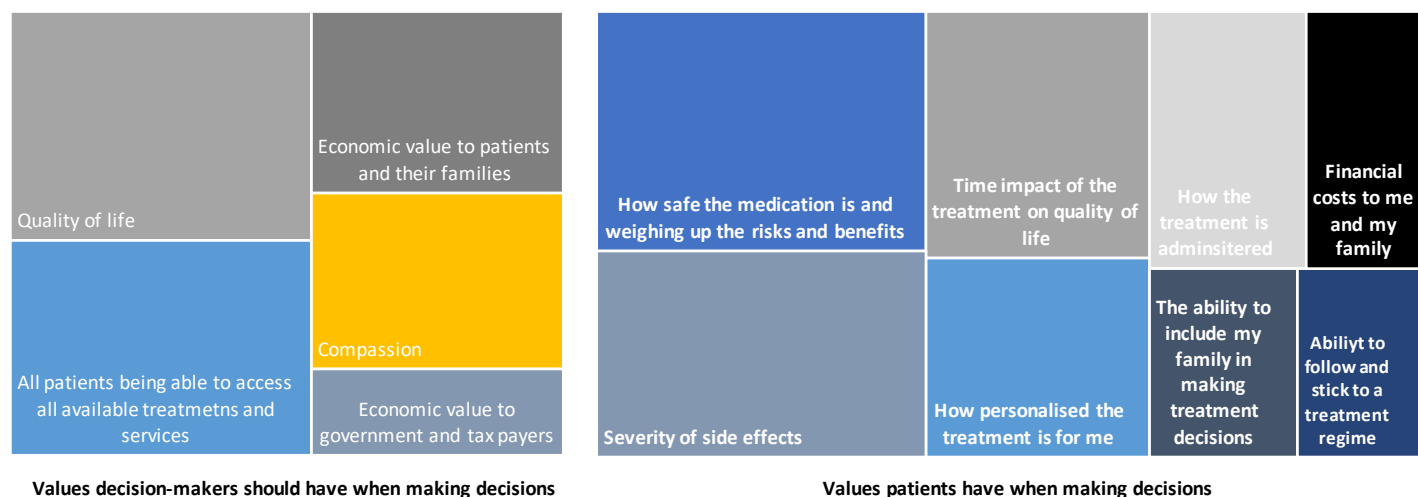 Quality of life
All patients being able to access
all available treatmetns and
services
Economic value to patients
and their families
Compassion
Economic value to
government and tax payers
Values decision-makers should have when making decisions
How safe the medication is and
weighing up the risks and benefits
Severity of side effects
Time impact of the
treatment on quality of
life
How personalised the
treatment is for me
How the
treatment is
adminsitered
Financial
costs to me
and my
family
The ability to
include my
family in
making
treatment
decisions
Abiliyt to
follow and
stick to a
treatment
regime
Values patients have when making decisions